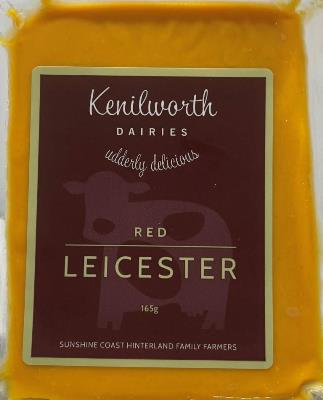 Kenilworth
DAIRIES
udderly delicious
RED
LEICESTER
165g
SUNSHINE COAST HINTERLAND FAMILY FARMERS